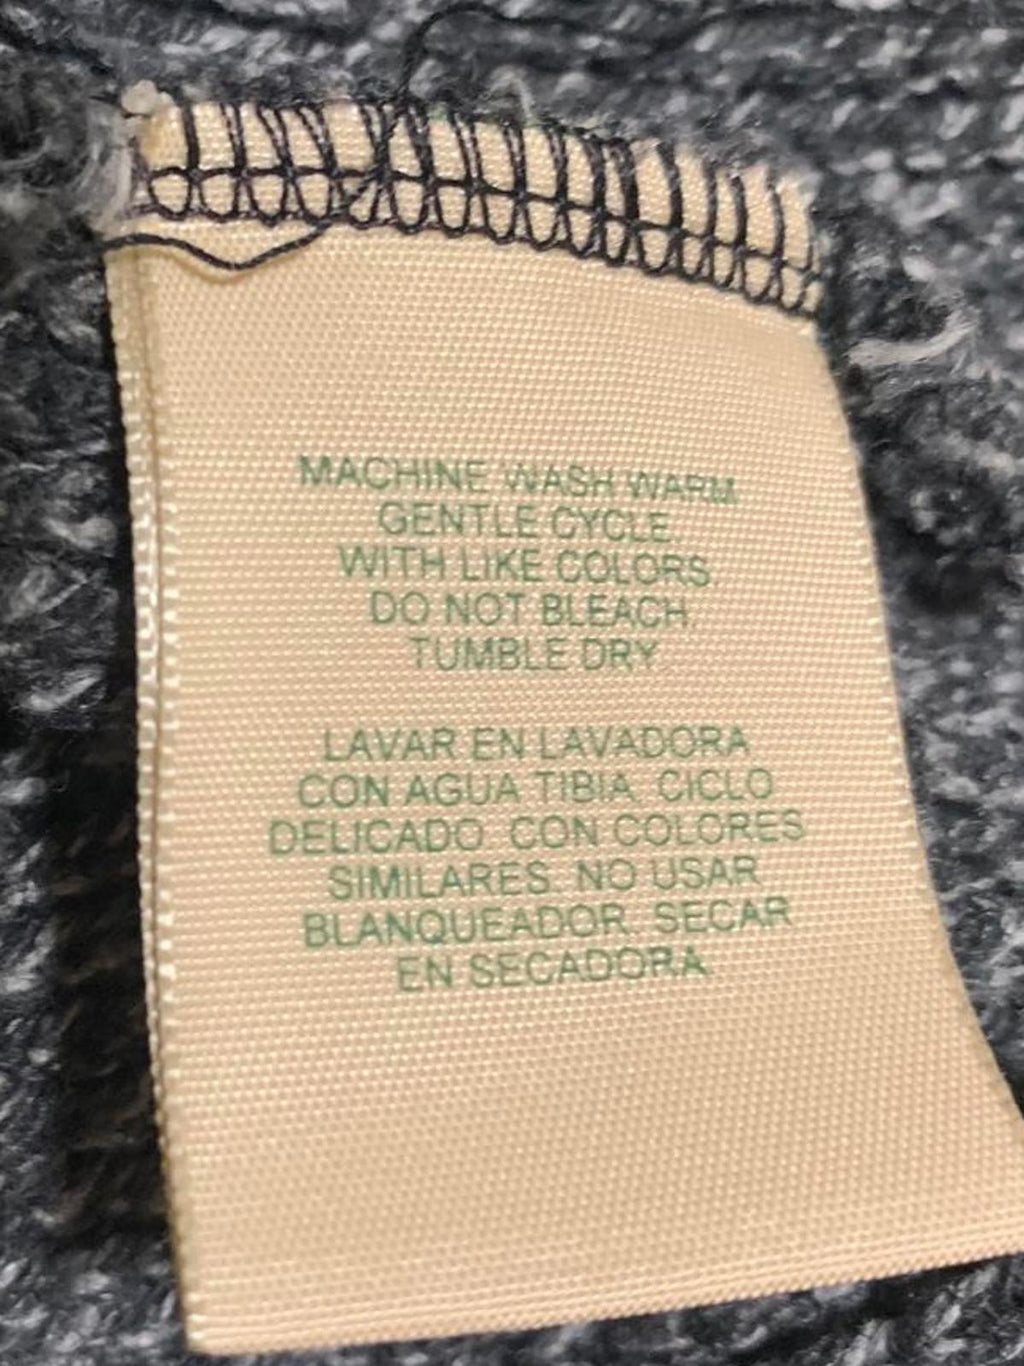 MACHINE WASH WARM
GENTLE CYCLE
WITH LIKE COLORS.
DO NOT BLEACH
TUMBLE DRY
LAVAR EN LAVADORA
CON AGUA TIBIA. CICLO
DELICADO. CON COLORES
SIMILARES. NO USAR
BLANQUEADOR. SECAR
EN SECADORA